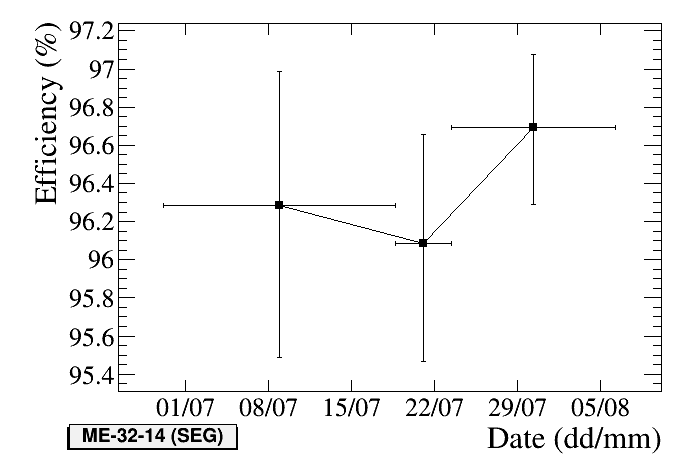 Efficiency (%)
97.2
97
96.8
96.6
96.4
96.2
96
95.8
95.6
95.4
01/07 08/07 15/07 22/07 29/07 05/08
ME-32-14 (SEG)
Date (dd/mm)